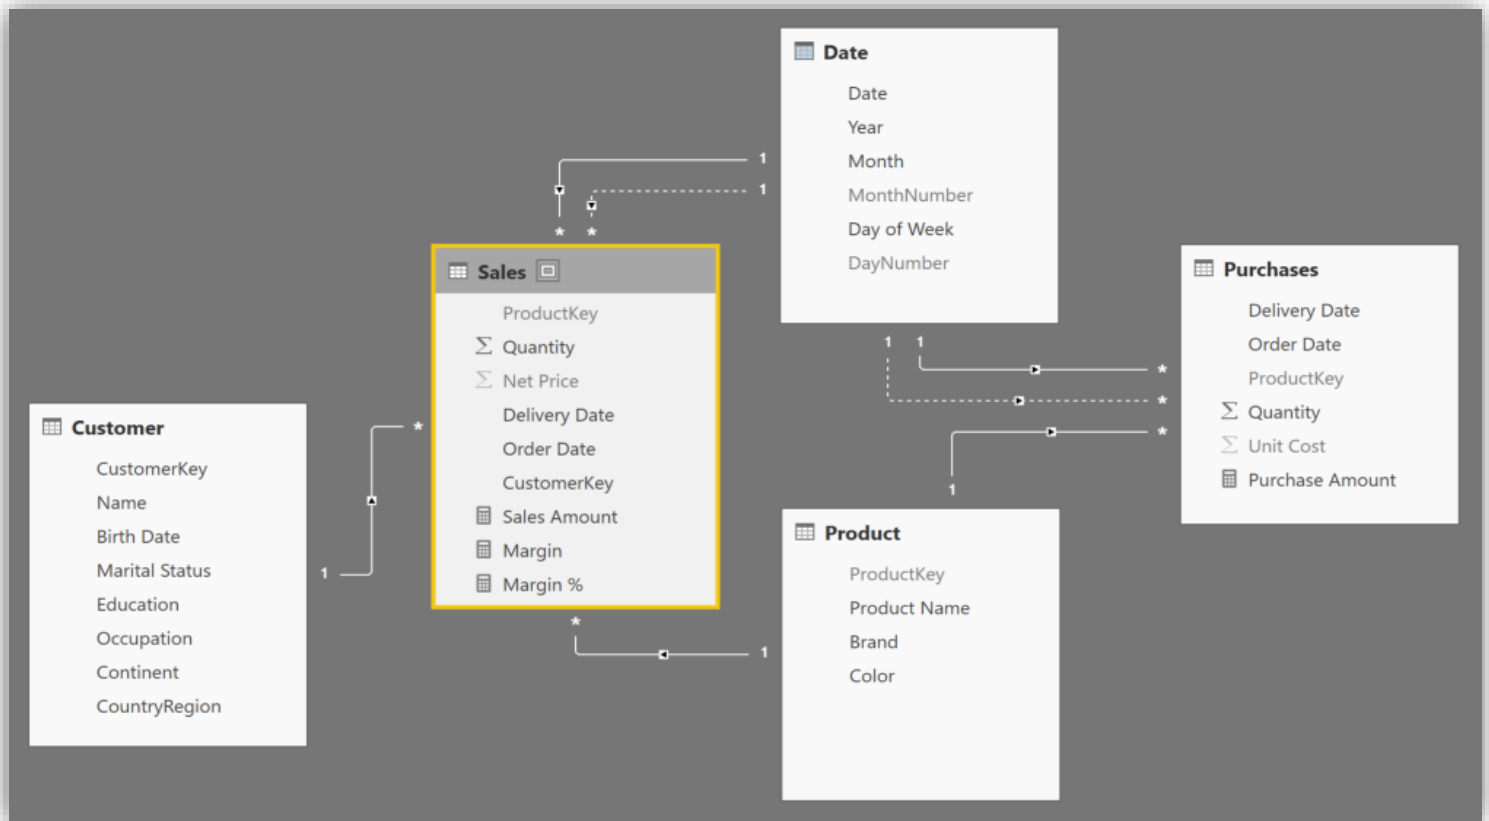 Date
Date
Year
Month
MonthNumber
Day of Week
DayNumber
1
1
*
*
Sales
ProductKey
Σ Quantity
Σ Net Price
Delivery Date
Order Date
CustomerKey
Sales Amount
Margin
Margin %
Purchases
Delivery Date
Order Date
ProductKey
Σ Quantity
Σ Unit Cost
Purchase Amount
1 1
*
*
*
1
Customer
CustomerKey
Name
Birth Date
Marital Status
Education
Occupation
Continent
CountryRegion
*
1
Product
ProductKey
Product Name
Brand
Color
*
1